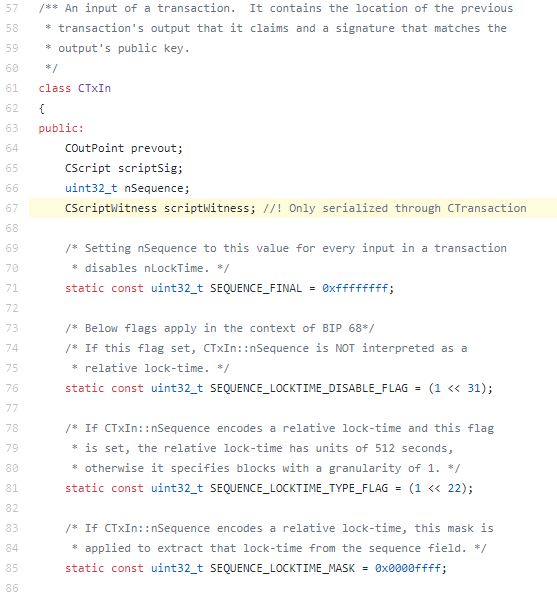 57 /** An input of a transaction.  It contains the location of the previous
58  * transaction's output that it claims and a signature that matches the
59  * output's public key.
60  */
61 class CTxIn
62 {
63 public:
64     COutPoint prevout;
65     CScript scriptSig;
66     uint32_t nSequence;
67     CScriptWitness scriptWitness; //! Only serialized through CTransaction
68
69     /* Setting nSequence to this value for every input in a transaction
70      * disables nLockTime. */
71     static const uint32_t SEQUENCE_FINAL = 0xffffffff;
72
73     /* Below flags apply in the context of BIP 68*/
74     /* If this flag set, CTxIn::nSequence is NOT interpreted as a
75      * relative lock-time. */
76     static const uint32_t SEQUENCE_LOCKTIME_DISABLE_FLAG = (1 << 31);
77
78     /* If CTxIn::nSequence encodes a relative lock-time and this flag
79      * is set, the relative lock-time has units of 512 seconds,
80      * otherwise it specifies blocks with a granularity of 1. */
81     static const uint32_t SEQUENCE_LOCKTIME_TYPE_FLAG = (1 << 22);
82
83     /* If CTxIn::nSequence encodes a relative lock-time, this mask is
84      * applied to extract that lock-time from the sequence field. */
85     static const uint32_t SEQUENCE_LOCKTIME_MASK = 0x0000ffff;
86